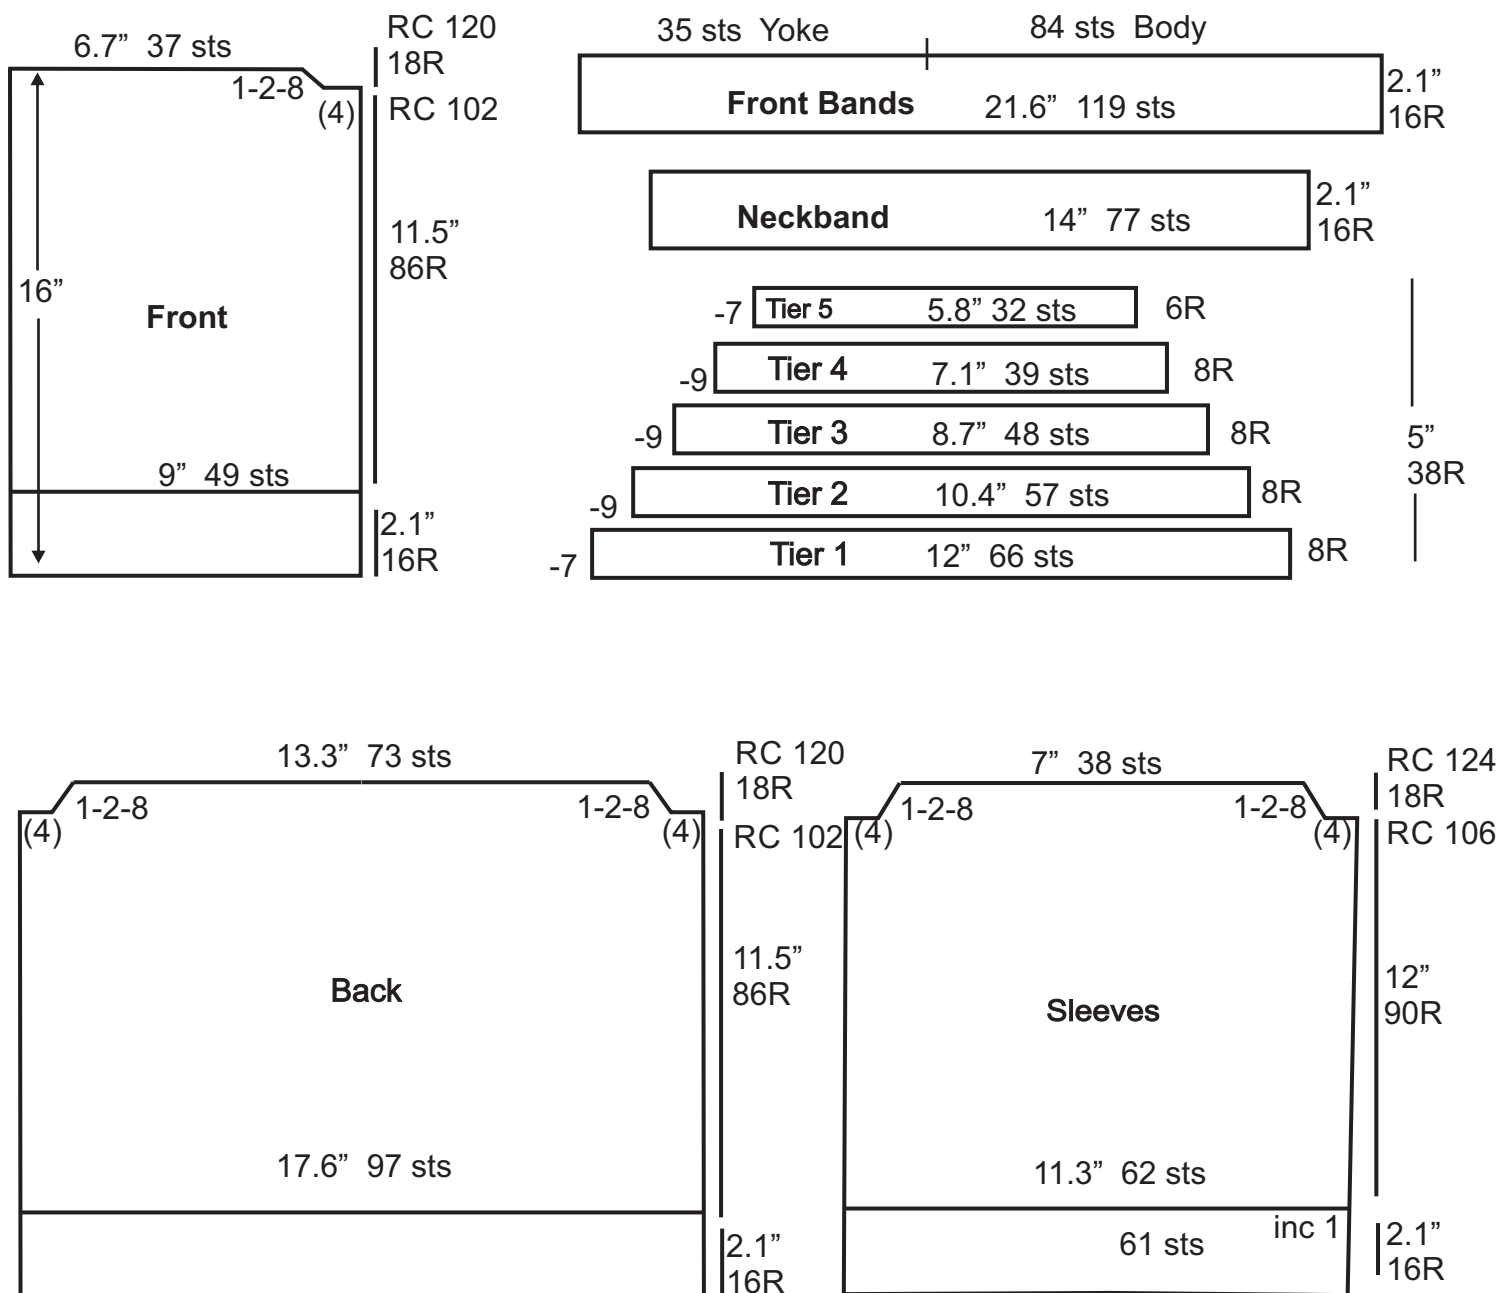 6.7” 37 sts
RC 120
18R
1-2-8
(4)
RC 102
11.5”
86R
16”
Front
9” 49 sts
2.1”
16R
35 sts Yoke
84 sts Body
Front Bands 21.6” 119 sts
2.1”
16R
Neckband 14” 77 sts
2.1”
16R
-7 Tier 5 5.8” 32 sts 6R
-9 Tier 4 7.1” 39 sts 8R
-9 Tier 3 8.7” 48 sts 8R
-9 Tier 2 10.4” 57 sts 8R
-7 Tier 1 12” 66 sts 8R
5”
38R
13.3” 73 sts
RC 120
18R
1-2-8
1-2-8
(4)
(4)
RC 102
11.5”
86R
Back
17.6” 97 sts
2.1”
16R
7” 38 sts
RC 124
18R
1-2-8
1-2-8
(4)
(4)
RC 106
12”
90R
Sleeves
11.3” 62 sts
inc 1
61 sts
2.1”
16R